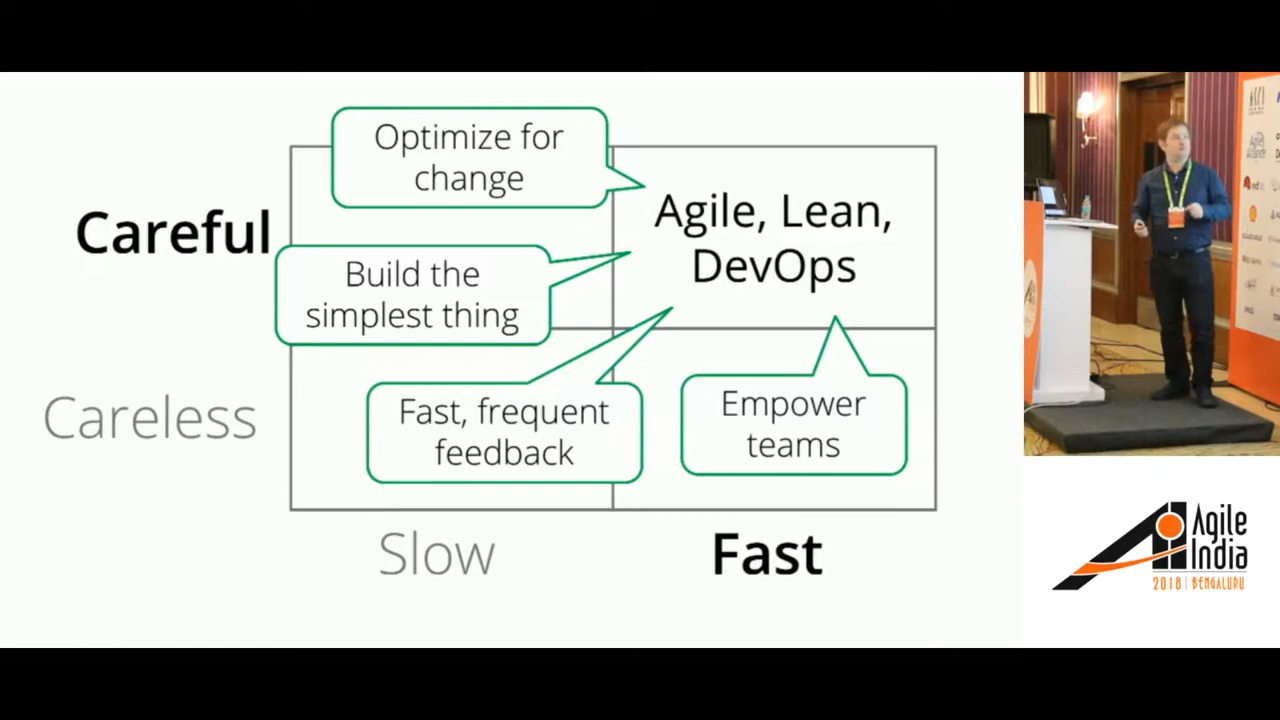 Optimize for
change
Careful
Agile, Lean,
DevOps
Build the
simplest thing
Careless
Fast, frequent
feedback
Empower
teams
Slow
Fast
Agile
India
2018 | BENGALURU